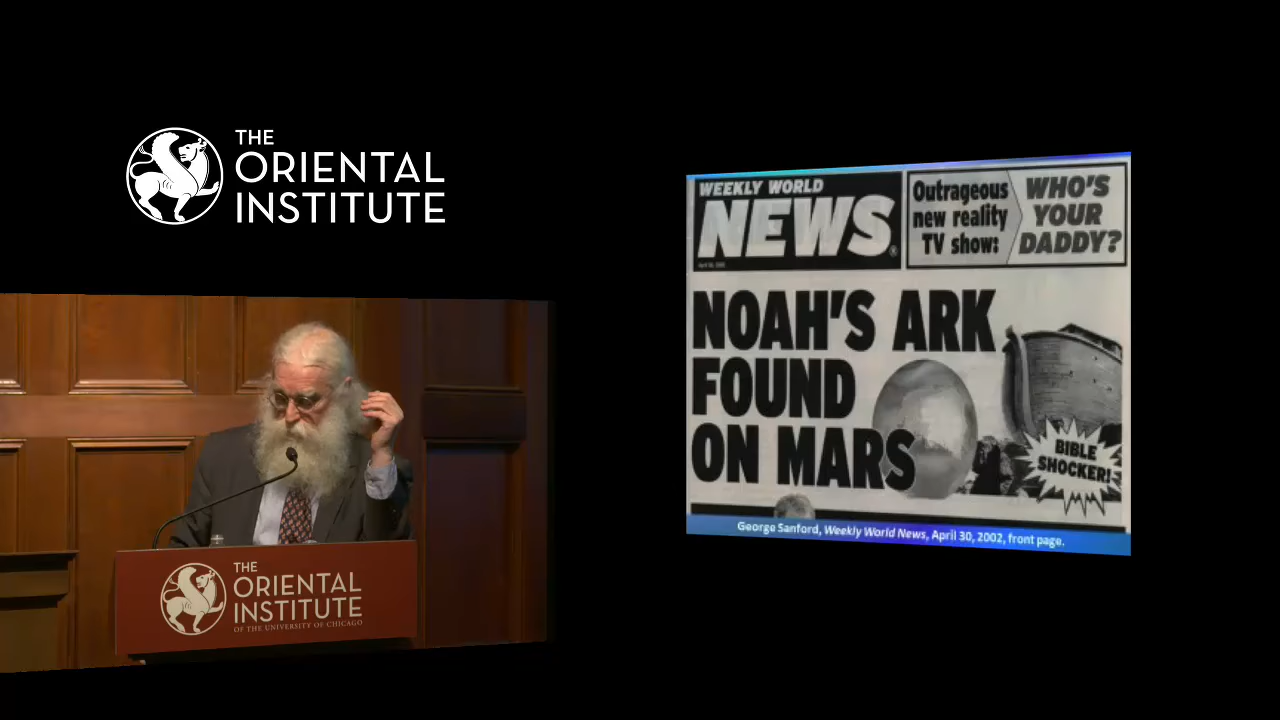 THE
ORIENTAL
INSTITUTE
THE
ORIENTAL
INSTITUTE
OF THE UNIVERSITY OF CHICAGO
WEEKLY WORLD
NEWS
Outrageous
new reality
TV show:
WHO'S
YOUR
DADDY?
NOAH'S ARK
FOUND
ON MARS
BIBLE
SHOCKER!
George Sanford, Weekly World News, April 30, 2002, front page.